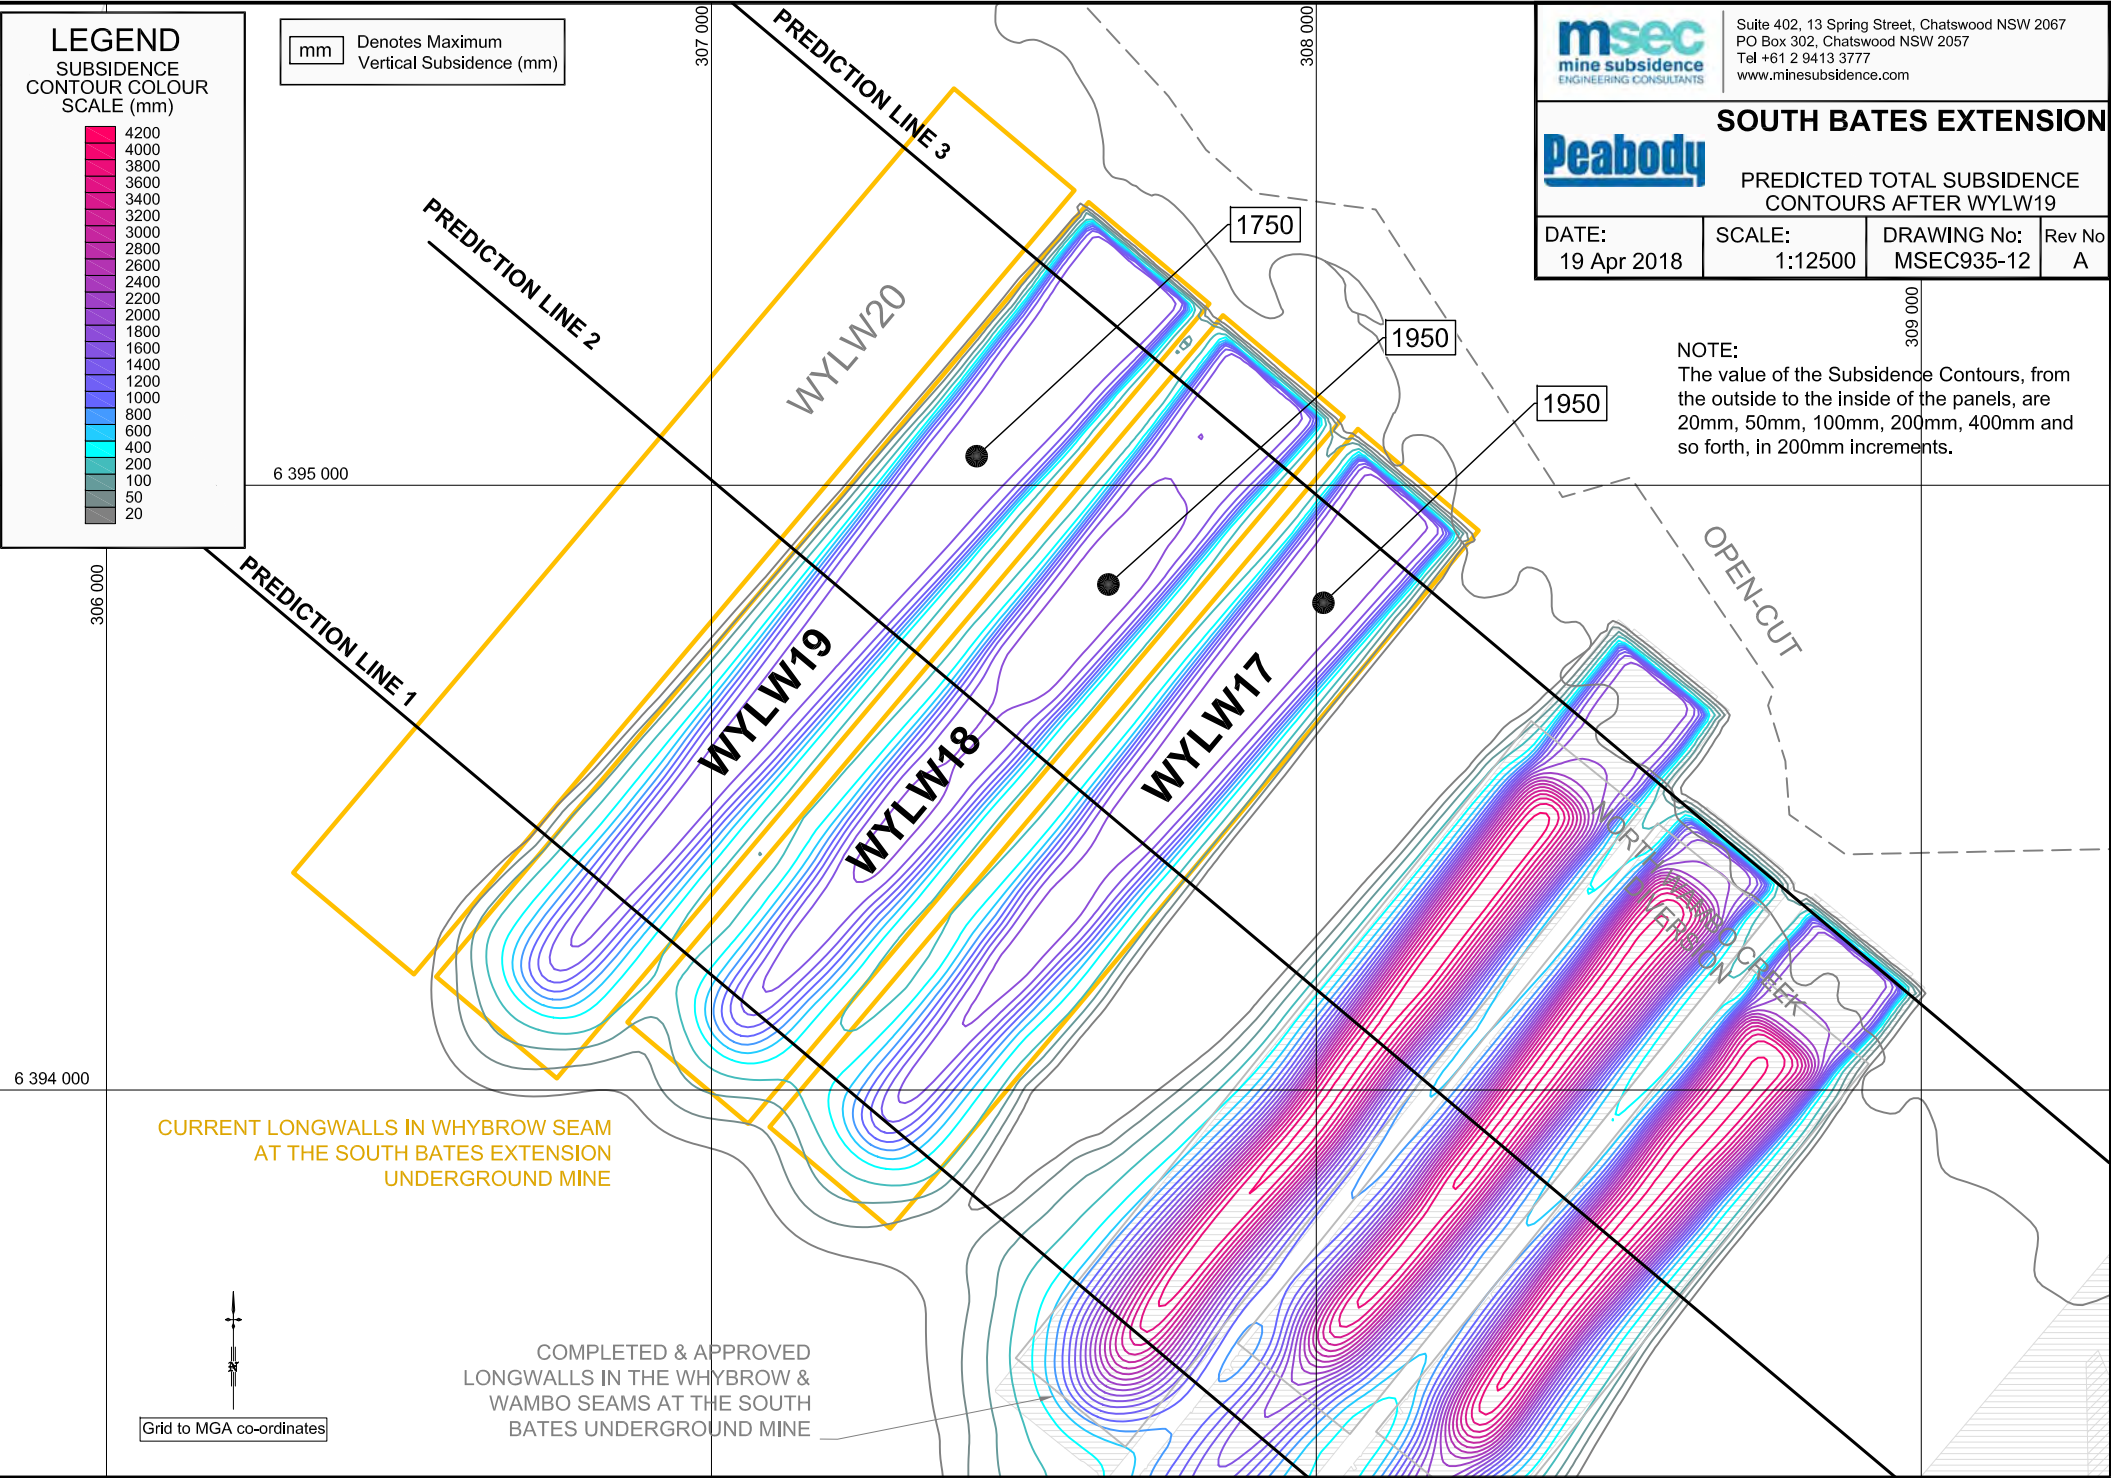 LEGEND
SUBSIDENCE
CONTOUR COLOUR
SCALE (mm)
4200
4000
3800
3600
3400
3200
3000
2800
2600
2400
2200
2000
1800
1600
1400
1200
1000
800
600
400
200
100
50
20
mm
Denotes Maximum
Vertical Subsidence (mm)
307 000
308 000
309 000
306 000
6 395 000
6 394 000
PREDICTION LINE 3
PREDICTION LINE 2
PREDICTION LINE 1
msec
mine subsidence
ENGINEERING CONSULTANTS
Suite 402, 13 Spring Street, Chatswood NSW 2067
PO Box 302, Chatswood NSW 2057
Tel +61 2 9413 3777
www.minesubsidence.com
Peabody
SOUTH BATES EXTENSION
PREDICTED TOTAL SUBSIDENCE
CONTOURS AFTER WYLW19
DATE:
19 Apr 2018
SCALE:
1:12500
DRAWING No:
MSEC935-12
Rev No
A
NOTE:
The value of the Subsidence Contours, from
the outside to the inside of the panels, are
20mm, 50mm, 100mm, 200mm, 400mm and
so forth, in 200mm increments.
1750
1950
1950
WYLW20
WYLW19
WYLW18
WYLW17
OPEN-CUT
NORTH WAMBO CREEK
DIVERSION
CURRENT LONGWALLS IN WHYBROW SEAM
AT THE SOUTH BATES EXTENSION
UNDERGROUND MINE
COMPLETED & APPROVED
LONGWALLS IN THE WHYBROW &
WAMBO SEAMS AT THE SOUTH
BATES UNDERGROUND MINE
N
Grid to MGA co-ordinates